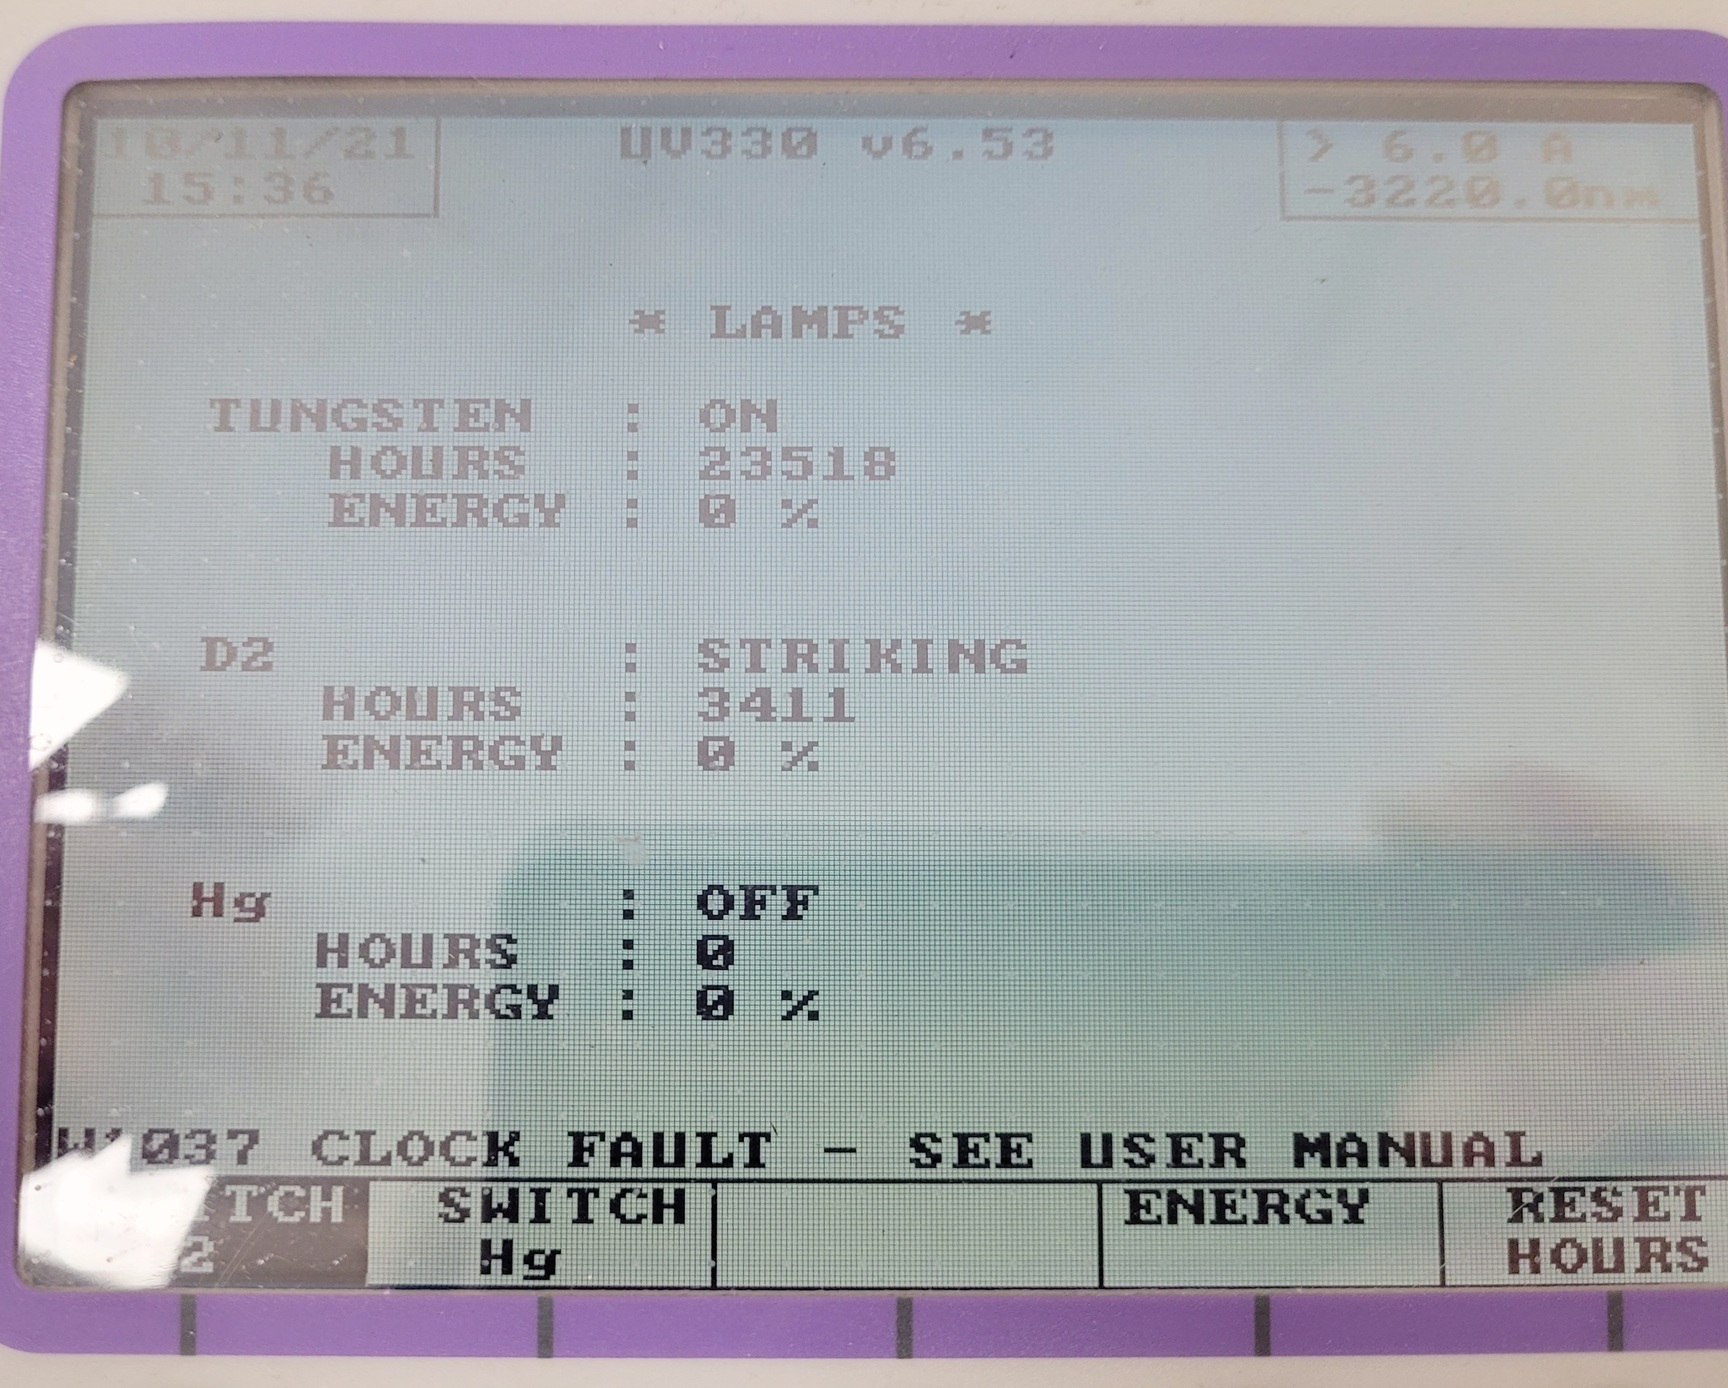 10/11/21
15:36
UV330 v6.53
> 6.0 A
-3220.0nm
* LAMPS *
TUNGSTEN : ON
HOURS : 23518
ENERGY : 0 %
D2 : STRIKING
HOURS : 3411
ENERGY : 0 %
Hg : OFF
HOURS : 0
ENERGY : 0 %
W1037 CLOCK FAULT - SEE USER MANUAL
SWITCH
Hg
ENERGY
RESET
HOURS